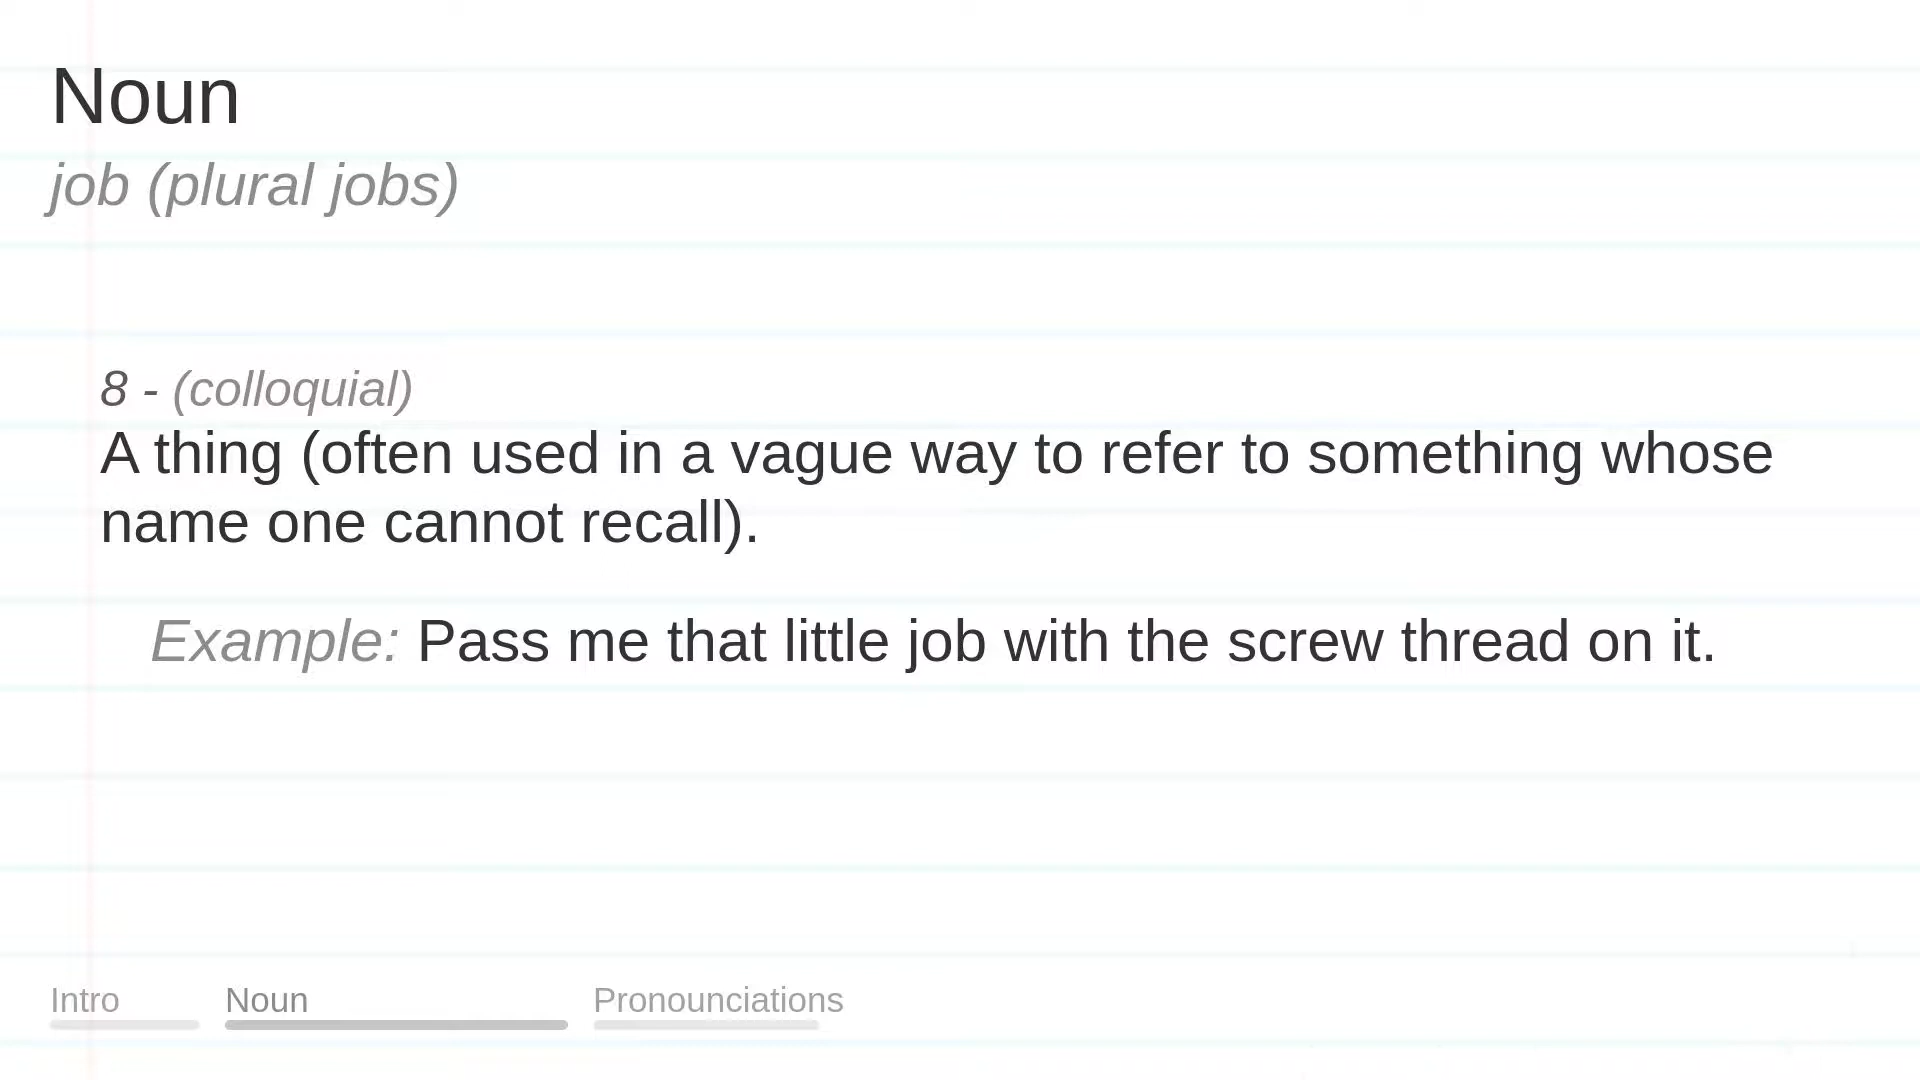 Noun
job (plural jobs)
8 - (colloquial)
A thing (often used in a vague way to refer to something whose
name one cannot recall).
Example: Pass me that little job with the screw thread on it.
Intro Noun Pronounciations